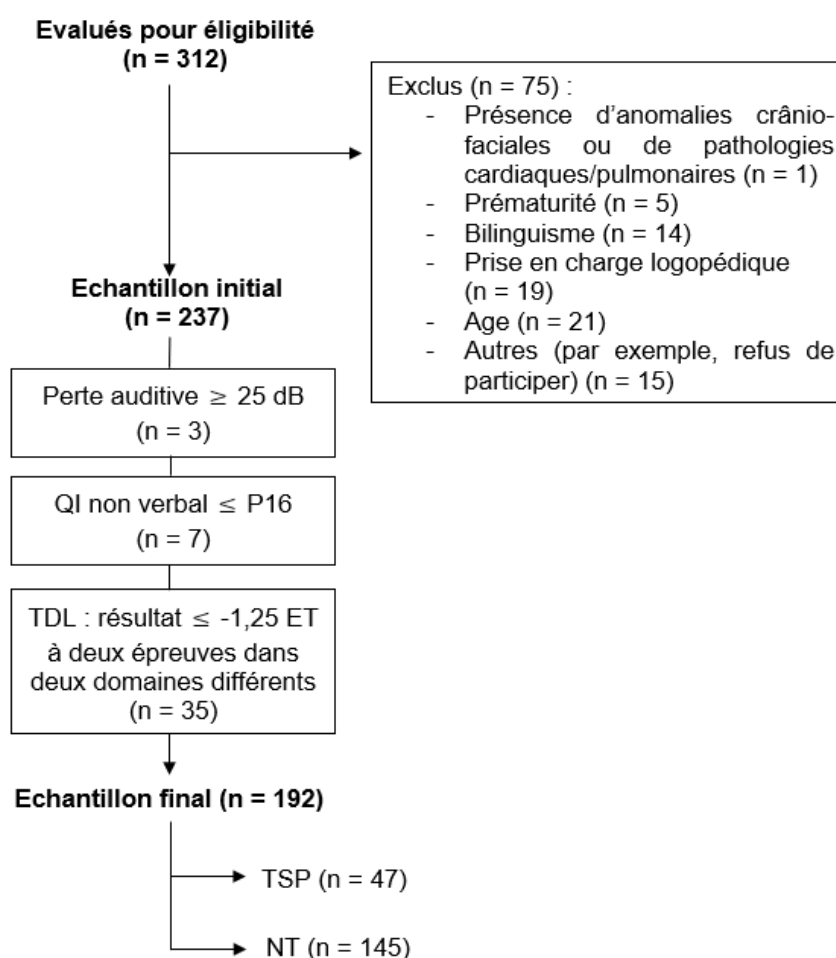 Evalués pour éligibilité
(n = 312)
Exclus (n = 75) :
- Présence d'anomalies crânio-
faciales ou de pathologies
cardiaques/pulmonaires (n = 1)
- Prématurité (n = 5)
- Bilinguisme (n = 14)
- Prise en charge logopédique
(n = 19)
- Age (n = 21)
- Autres (par exemple, refus de
participer) (n = 15)
Echantillon initial
(n = 237)
Perte auditive ≥ 25 dB
(n = 3)
QI non verbal ≤ P16
(n = 7)
TDL : résultat ≤ -1,25 ET
à deux épreuves dans
deux domaines différents
(n = 35)
Echantillon final (n = 192)
TSP (n = 47)
NT (n = 145)